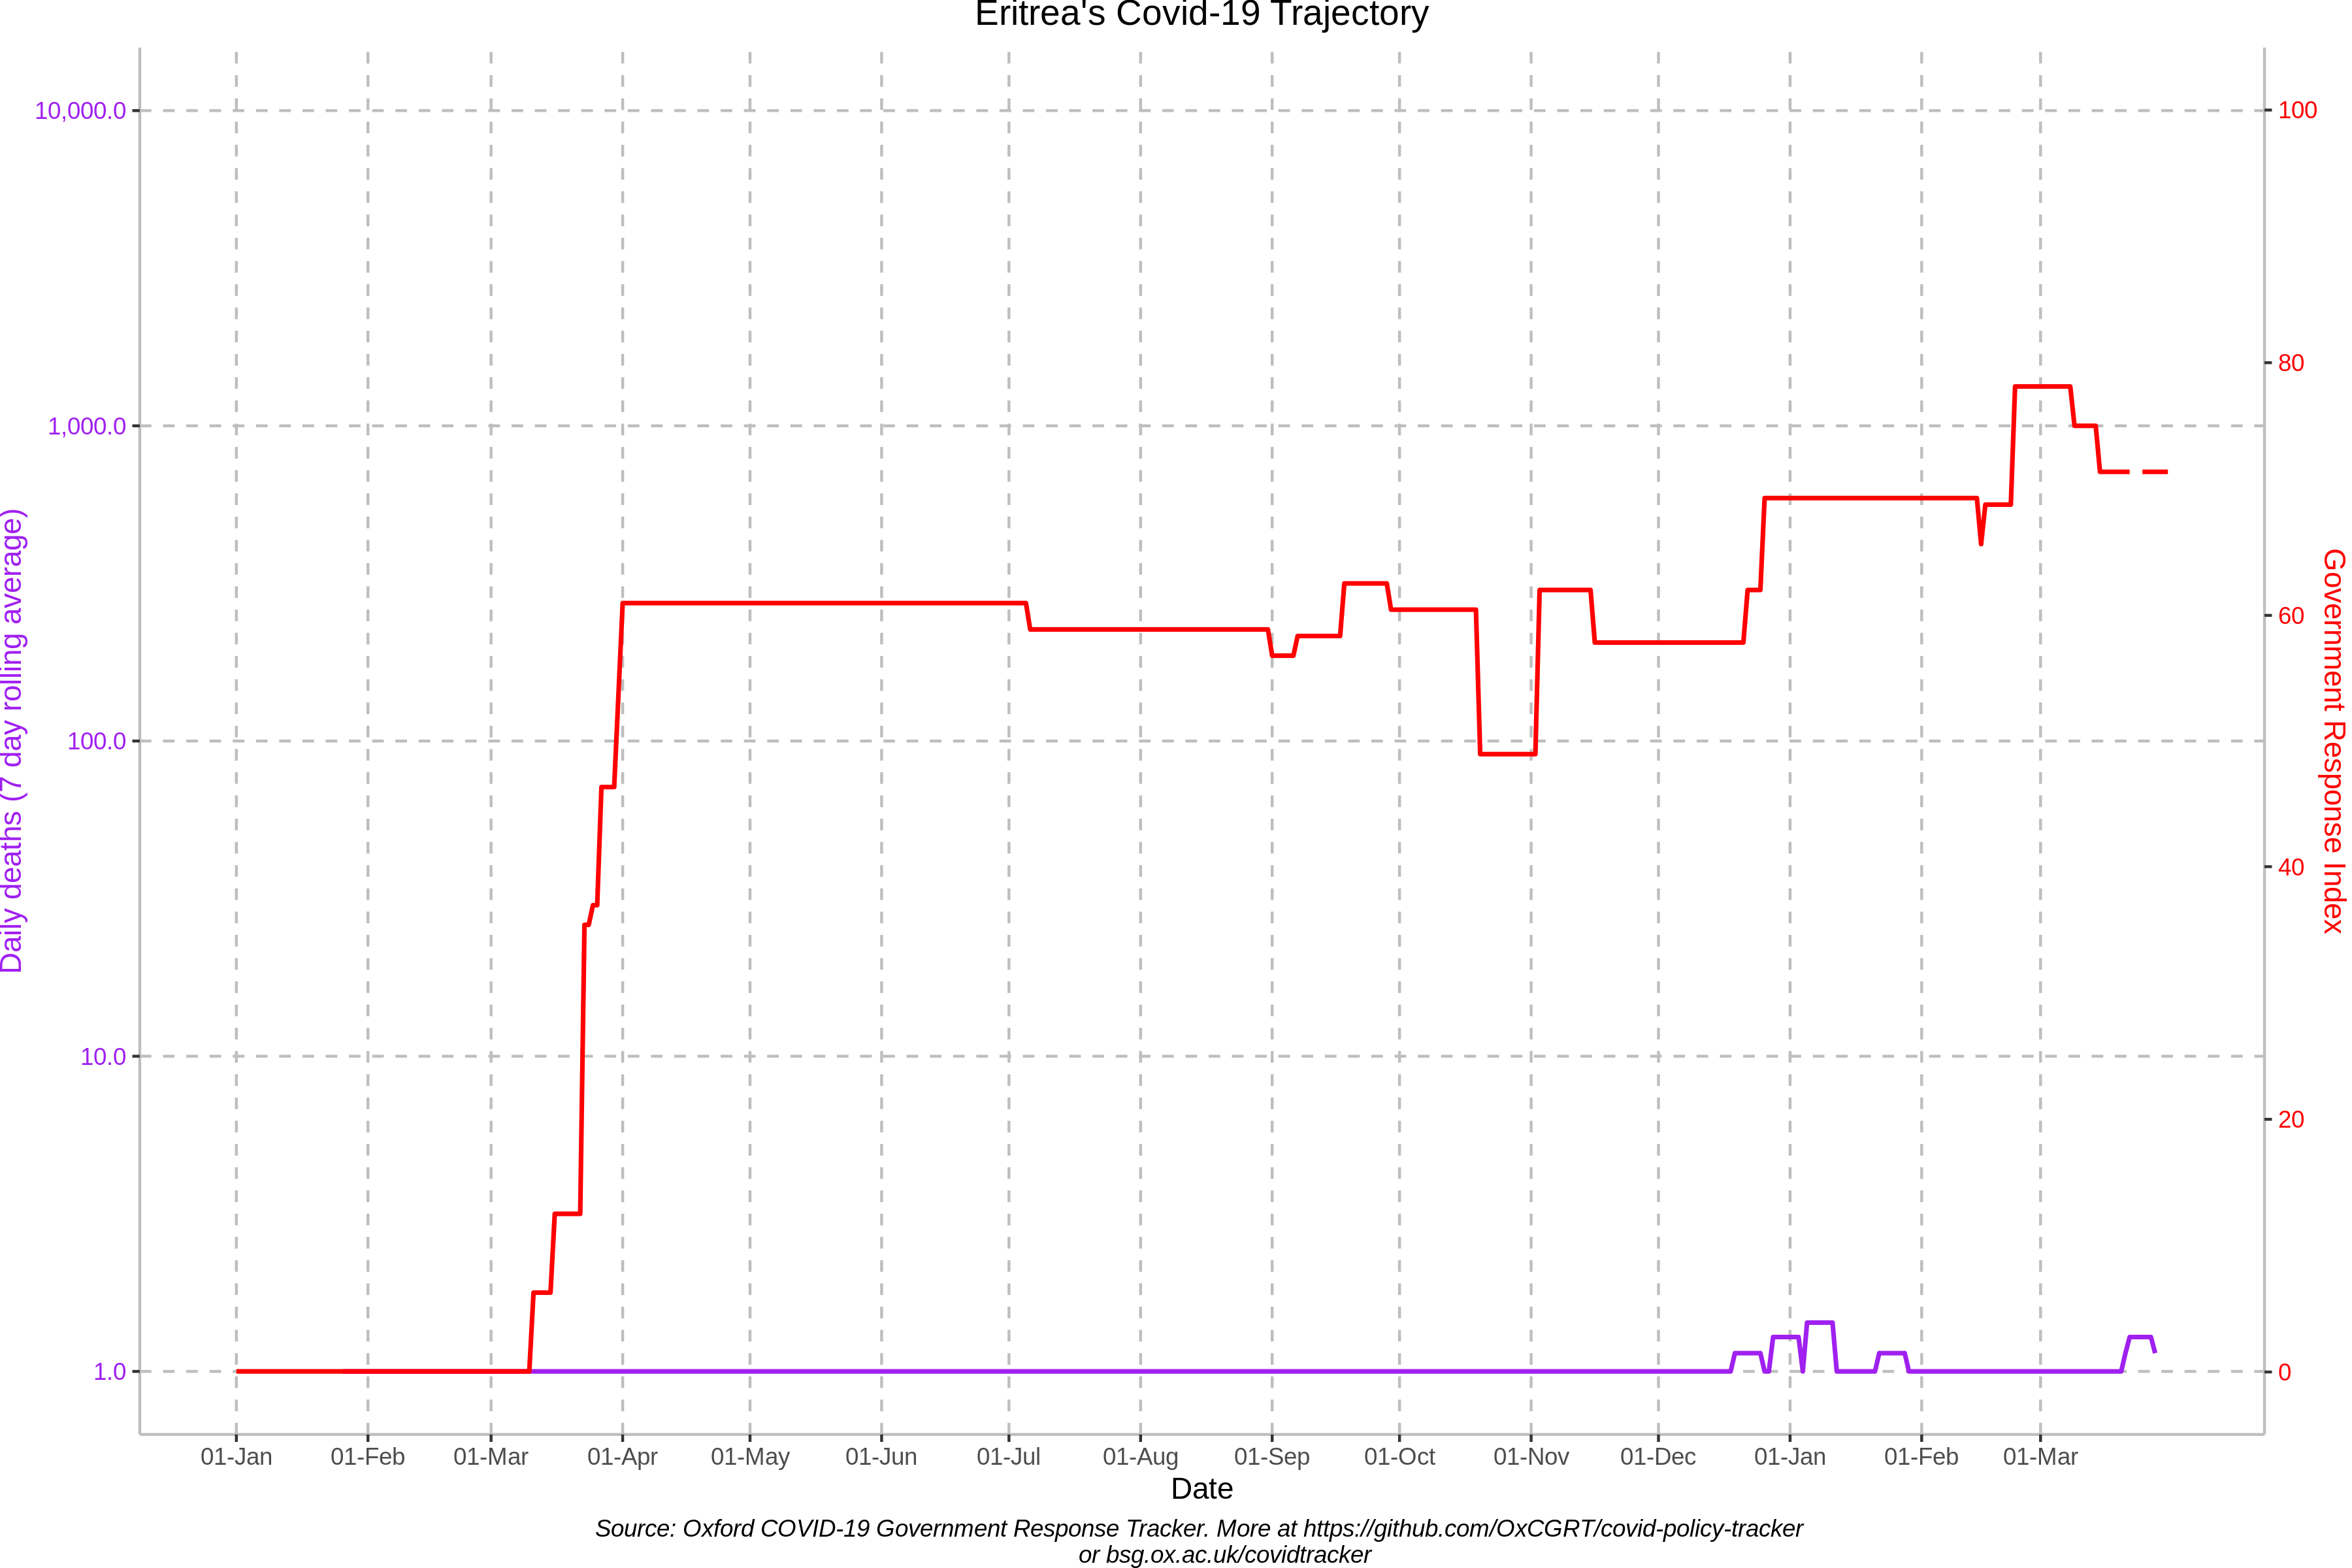 Eritrea's Covid-19 Trajectory
10,000.0
1,000.0
100.0
10.0
1.0
Daily deaths (7 day rolling average)
100
80
60
40
20
0
Government Response Index
01-Jan 01-Feb 01-Mar 01-Apr 01-May 01-Jun 01-Jul 01-Aug 01-Sep 01-Oct 01-Nov 01-Dec 01-Jan 01-Feb 01-Mar
Date
Source: Oxford COVID-19 Government Response Tracker. More at https://github.com/OxCGRT/covid-policy-tracker
or bsg.ox.ac.uk/covidtracker